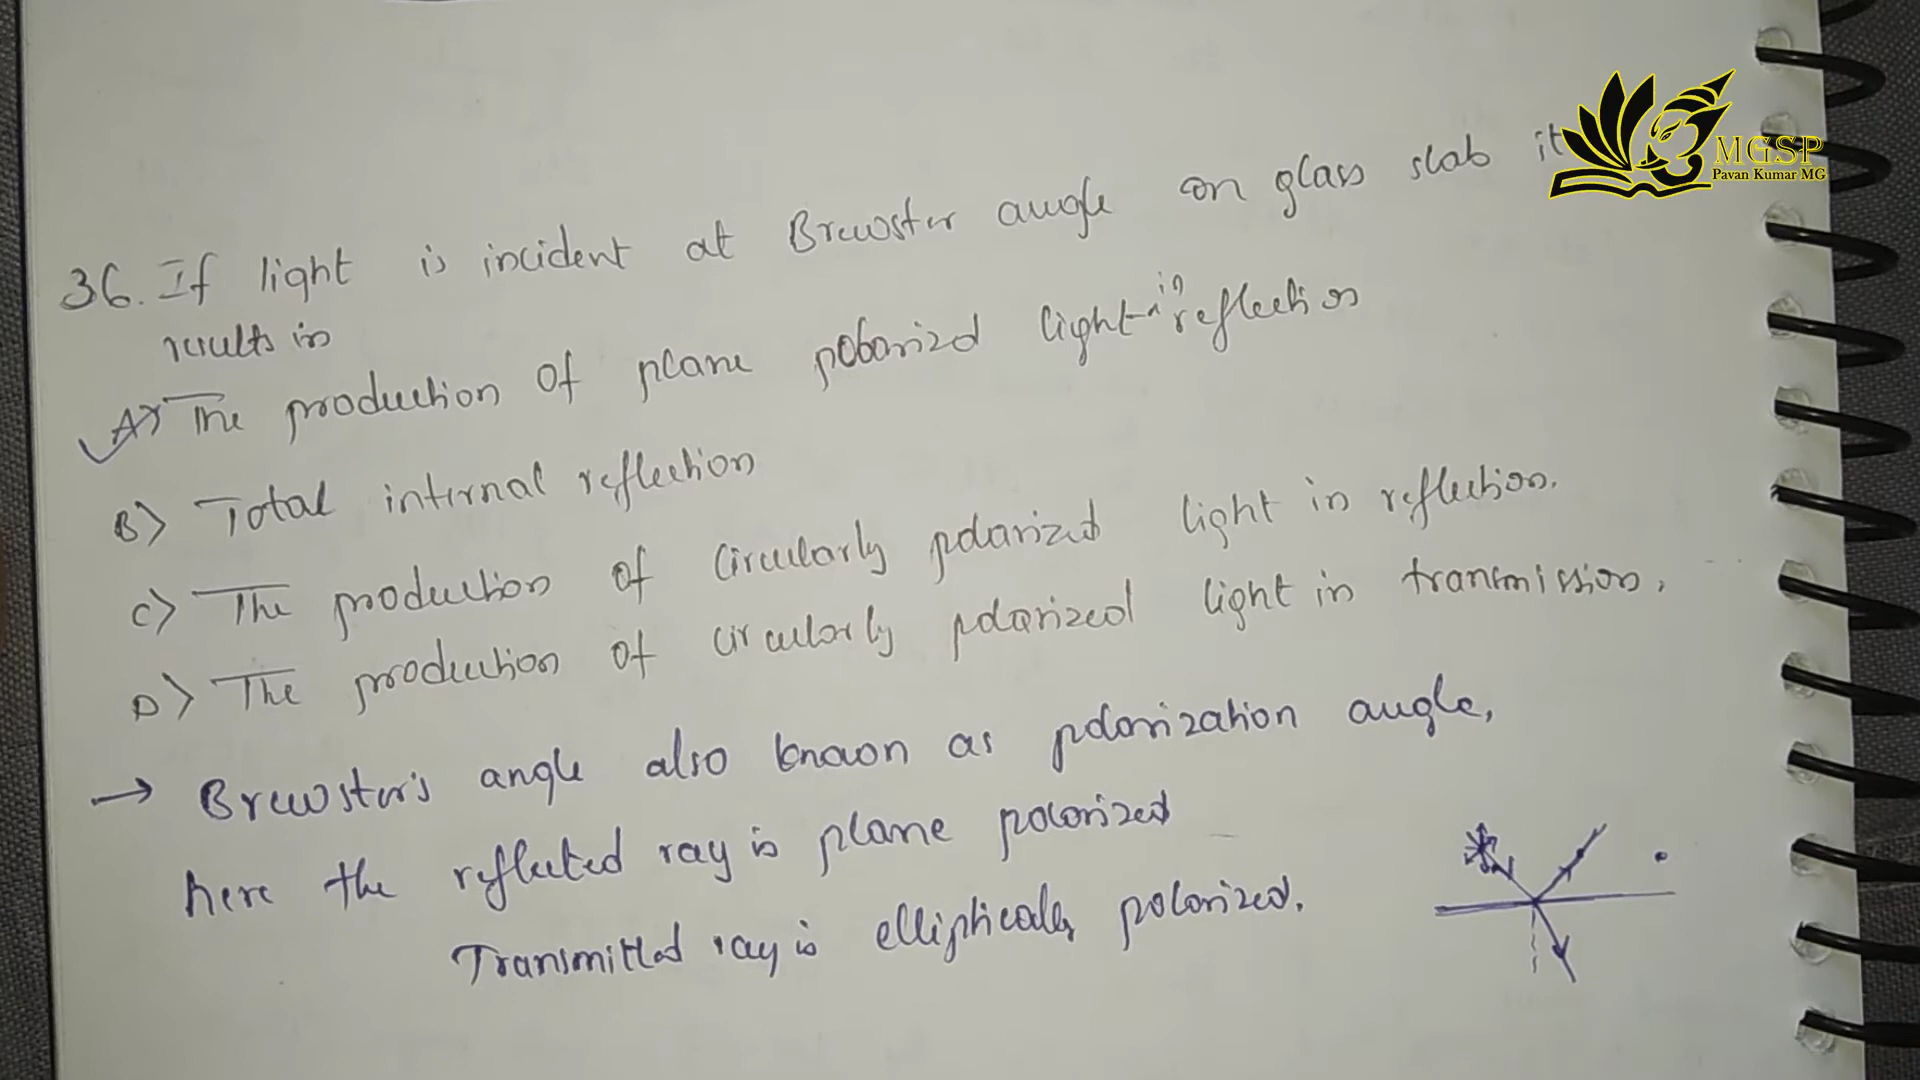 MGSP
Pavan Kumar MG
36. If light is incident at Brewster angle on glass slab it
results in
A) The production of plane polarized light in reflection
B) Total internal reflection
C) The production of circularly polarized light in reflection.
D) The production of circularly polarized light in transmission.
→ Brewster's angle also known as polarization angle,
here the reflected ray is plane polarized
Transmitted ray is elliptically polarized.